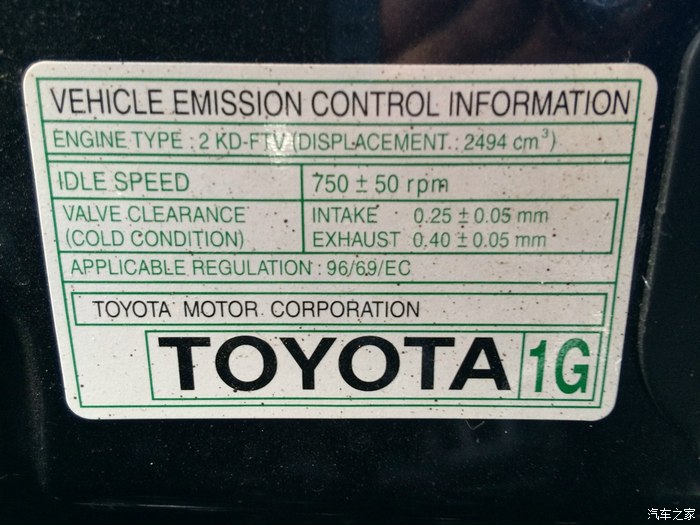 VEHICLE EMISSION CONTROL INFORMATION
ENGINE TYPE : 2 KD-FTV (DISPLACEMENT : 2494 cm³)
IDLE SPEED 750 ± 50 rpm
VALVE CLEARANCE INTAKE 0.25 ± 0.05 mm
(COLD CONDITION) EXHAUST 0.40 ± 0.05 mm
APPLICABLE REGULATION : 96/69/EC
TOYOTA MOTOR CORPORATION
TOYOTA 1G
汽车之家